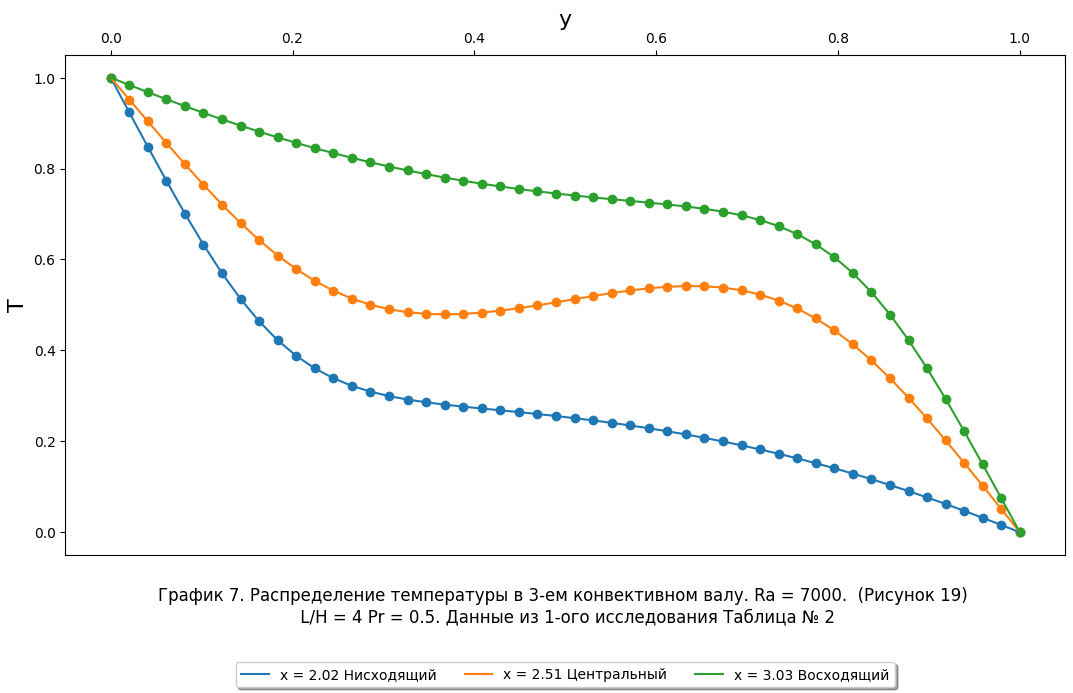 У
0.0 0.2 0.4 0.6 0.8 1.0
1.0
0.8
0.6
0.4
0.2
0.0
T
График 7. Распределение температуры в 3-ем конвективном валу. Ra = 7000. (Рисунок 19)
L/H = 4 Pr = 0.5. Данные из 1-ого исследования Таблица № 2
x = 2.02 Нисходящий x = 2.51 Центральный x = 3.03 Восходящий